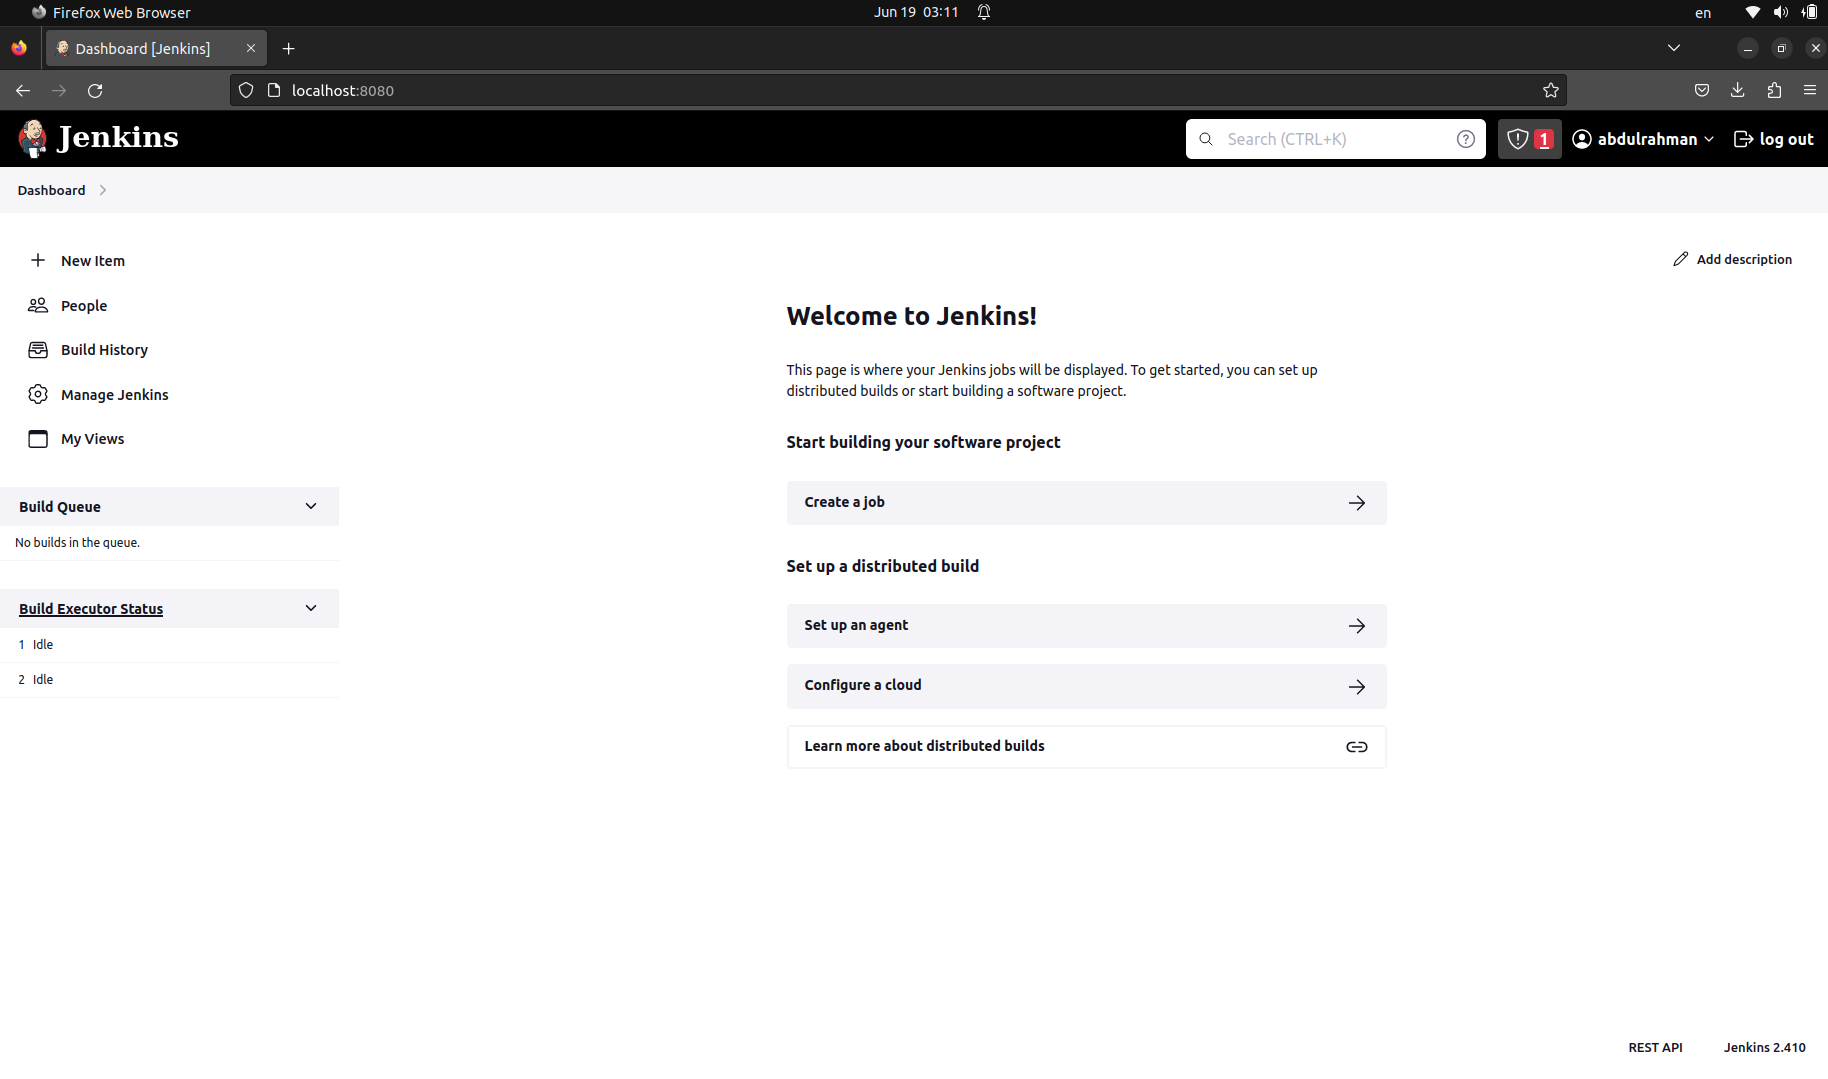 Firefox Web Browser
Jun 19 03:11
en
Dashboard [Jenkins]
localhost:8080
Jenkins
Search (CTRL+K)
1
abdulrahman
log out
Dashboard
New Item
Add description
People
Build History
Manage Jenkins
My Views
Welcome to Jenkins!
This page is where your Jenkins jobs will be displayed. To get started, you can set up
distributed builds or start building a software project.
Start building your software project
Create a job
Build Queue
No builds in the queue.
Set up a distributed build
Build Executor Status
1 Idle
2 Idle
Set up an agent
Configure a cloud
Learn more about distributed builds
REST API
Jenkins 2.410